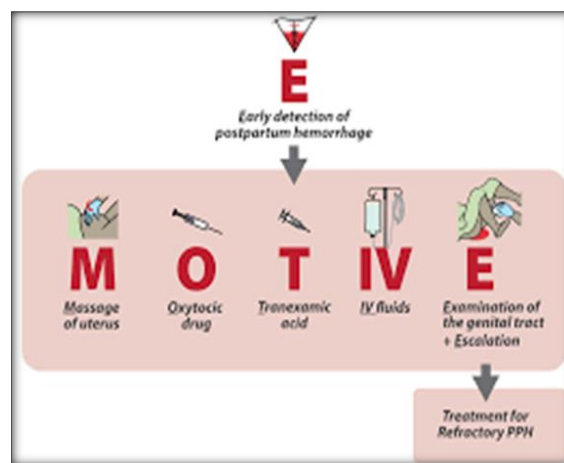 E
Early detection of
postpartum hemorrhage
M
O
T
IV
E
Massage
of uterus
Oxytocic
drug
Tranexamic
acid
IV fluids
Examination of
the genital tract
+ Escalation
Treatment for
Refractory PPH